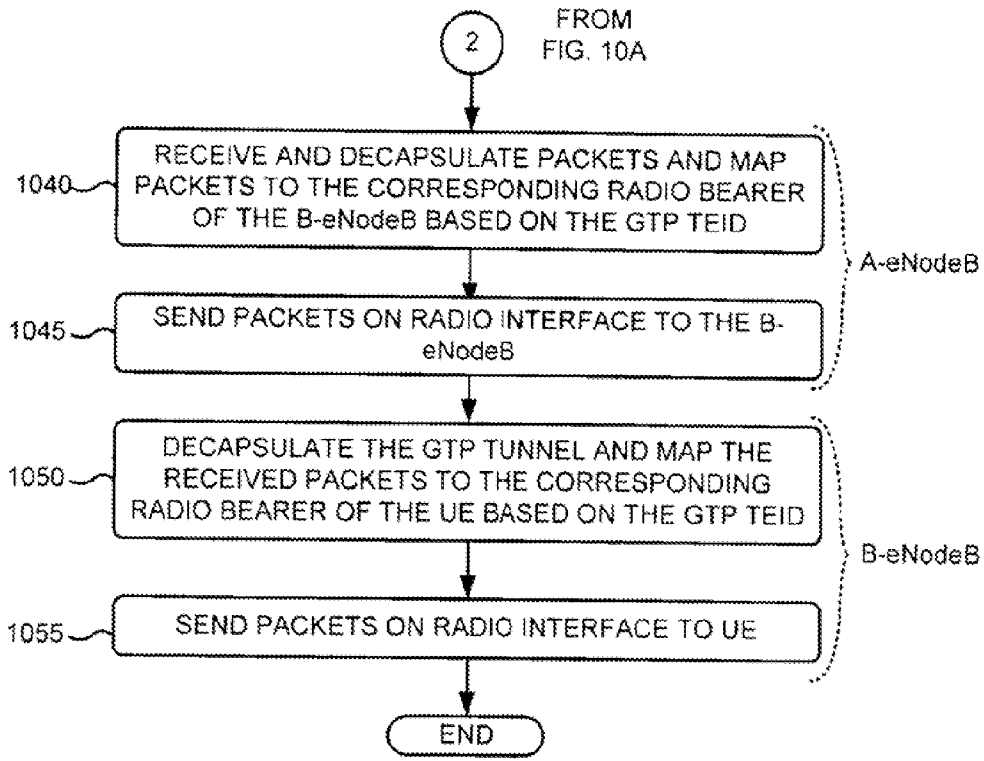 FROM
2
FIG. 10A
RECEIVE AND DECAPSULATE PACKETS AND MAP
1040
PACKETS TO THE CORRESPONDING RADIO BEARER
OF THE B-eNodeB BASED ON THE GTP TEID
A-eNodeB
1045
SEND PACKETS ON RADIO INTERFACE TO THE B-
eNodeB
DECAPSULATE THE GTP TUNNEL AND MAP THE
1050
RECEIVED PACKETS TO THE CORRESPONDING
RADIO BEARER OF THE UE BASED ON THE GTP TEID
B-eNodeB
1055
SEND PACKETS ON RADIO INTERFACE TO UE
END